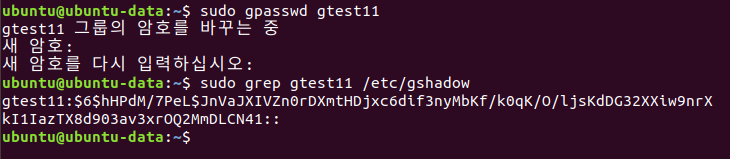 ubuntu@ubuntu-data:~$ sudo gpasswd gtest11
gtest11 그룹의 암호를 바꾸는 중
새 암호:
새 암호를 다시 입력하십시오:
ubuntu@ubuntu-data:~$ sudo grep gtest11 /etc/gshadow
gtest11:$6$hHPdM/7PeL$JnVaJXIVZn0rDXmtHDjxc6dif3nyMbKf/k0qK/O/ljsKdDG32XXiw9nrX
kI1IazTX8d903av3xrOQ2MmDLCN41::
ubuntu@ubuntu-data:~$